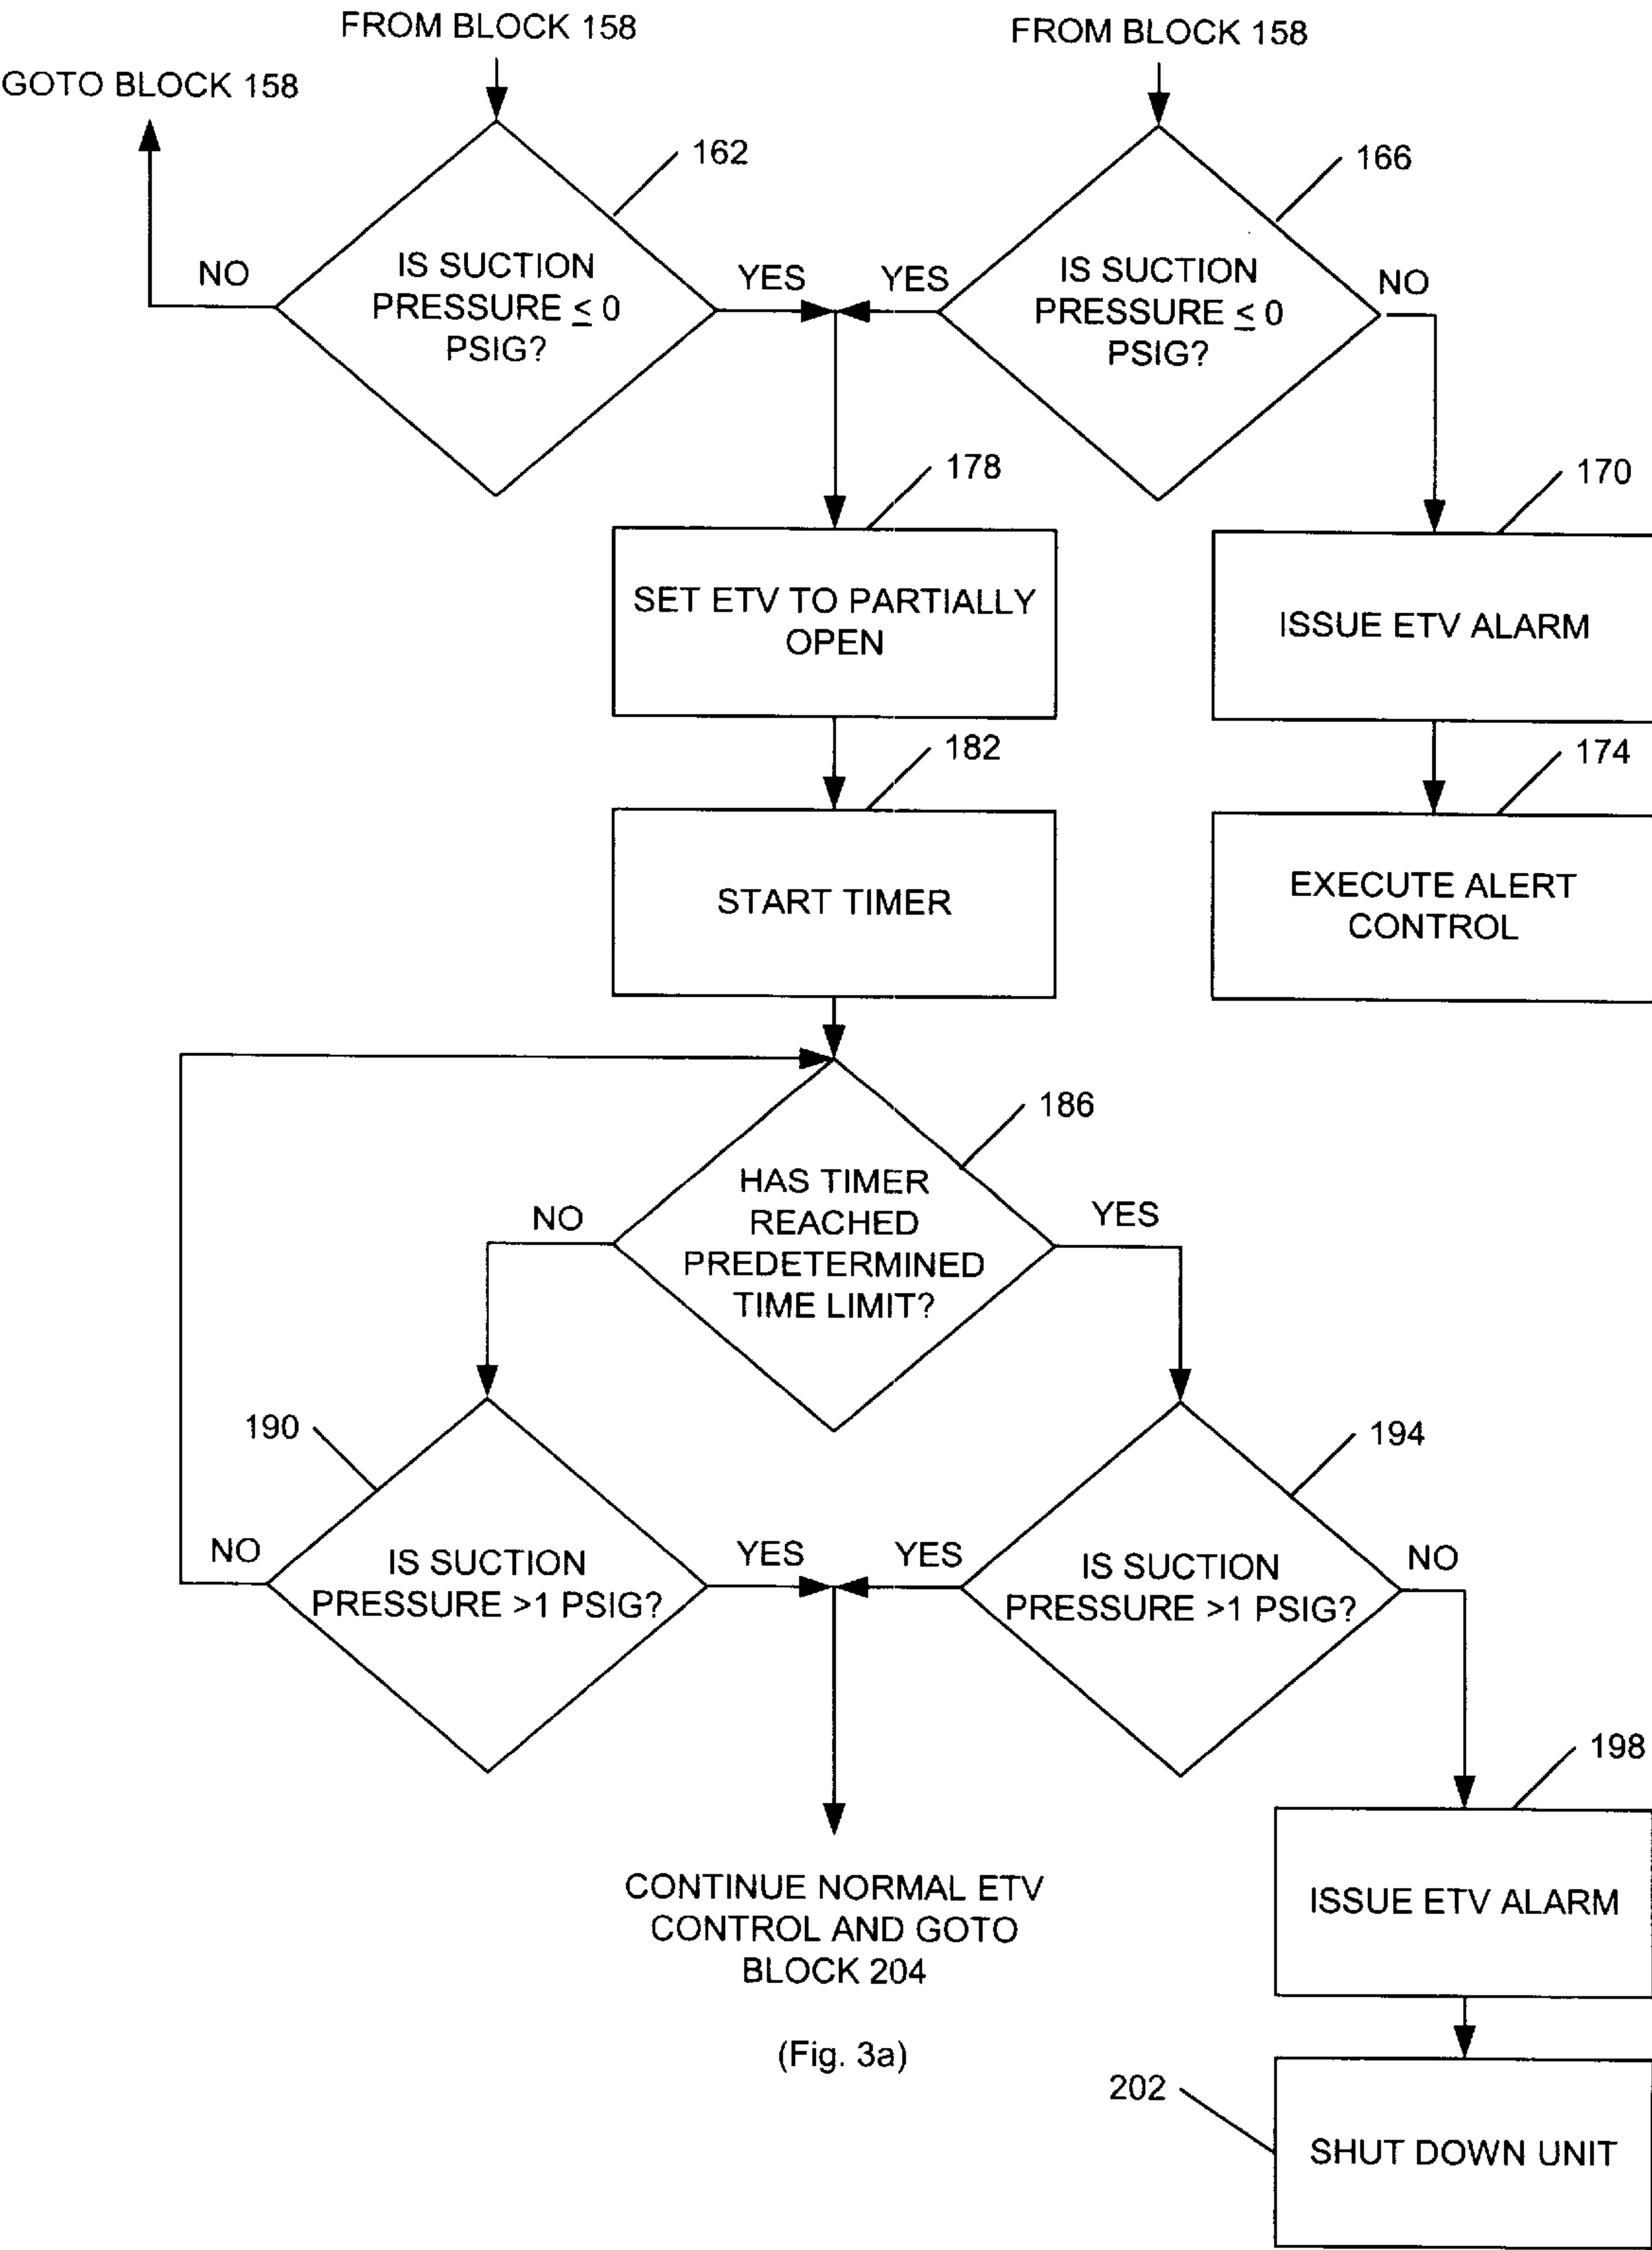 FROM BLOCK 158
FROM BLOCK 158
GOTO BLOCK 158
162
166
NO
IS SUCTION
PRESSURE ≤ 0
PSIG?
YES
YES
IS SUCTION
PRESSURE ≤ 0
PSIG?
NO
178
170
SET ETV TO PARTIALLY
OPEN
ISSUE ETV ALARM
182
174
START TIMER
EXECUTE ALERT
CONTROL
186
HAS TIMER
REACHED
PREDETERMINED
TIME LIMIT?
NO
YES
190
194
NO
IS SUCTION
PRESSURE >1 PSIG?
YES
YES
IS SUCTION
PRESSURE >1 PSIG?
NO
198
CONTINUE NORMAL ETV
CONTROL AND GOTO
BLOCK 204
ISSUE ETV ALARM
(Fig. 3a)
202
SHUT DOWN UNIT